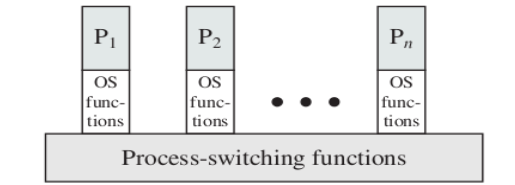 P1 P2 Pn
OS OS OS
func- func- func-
tions tions • • • tions
Process-switching functions